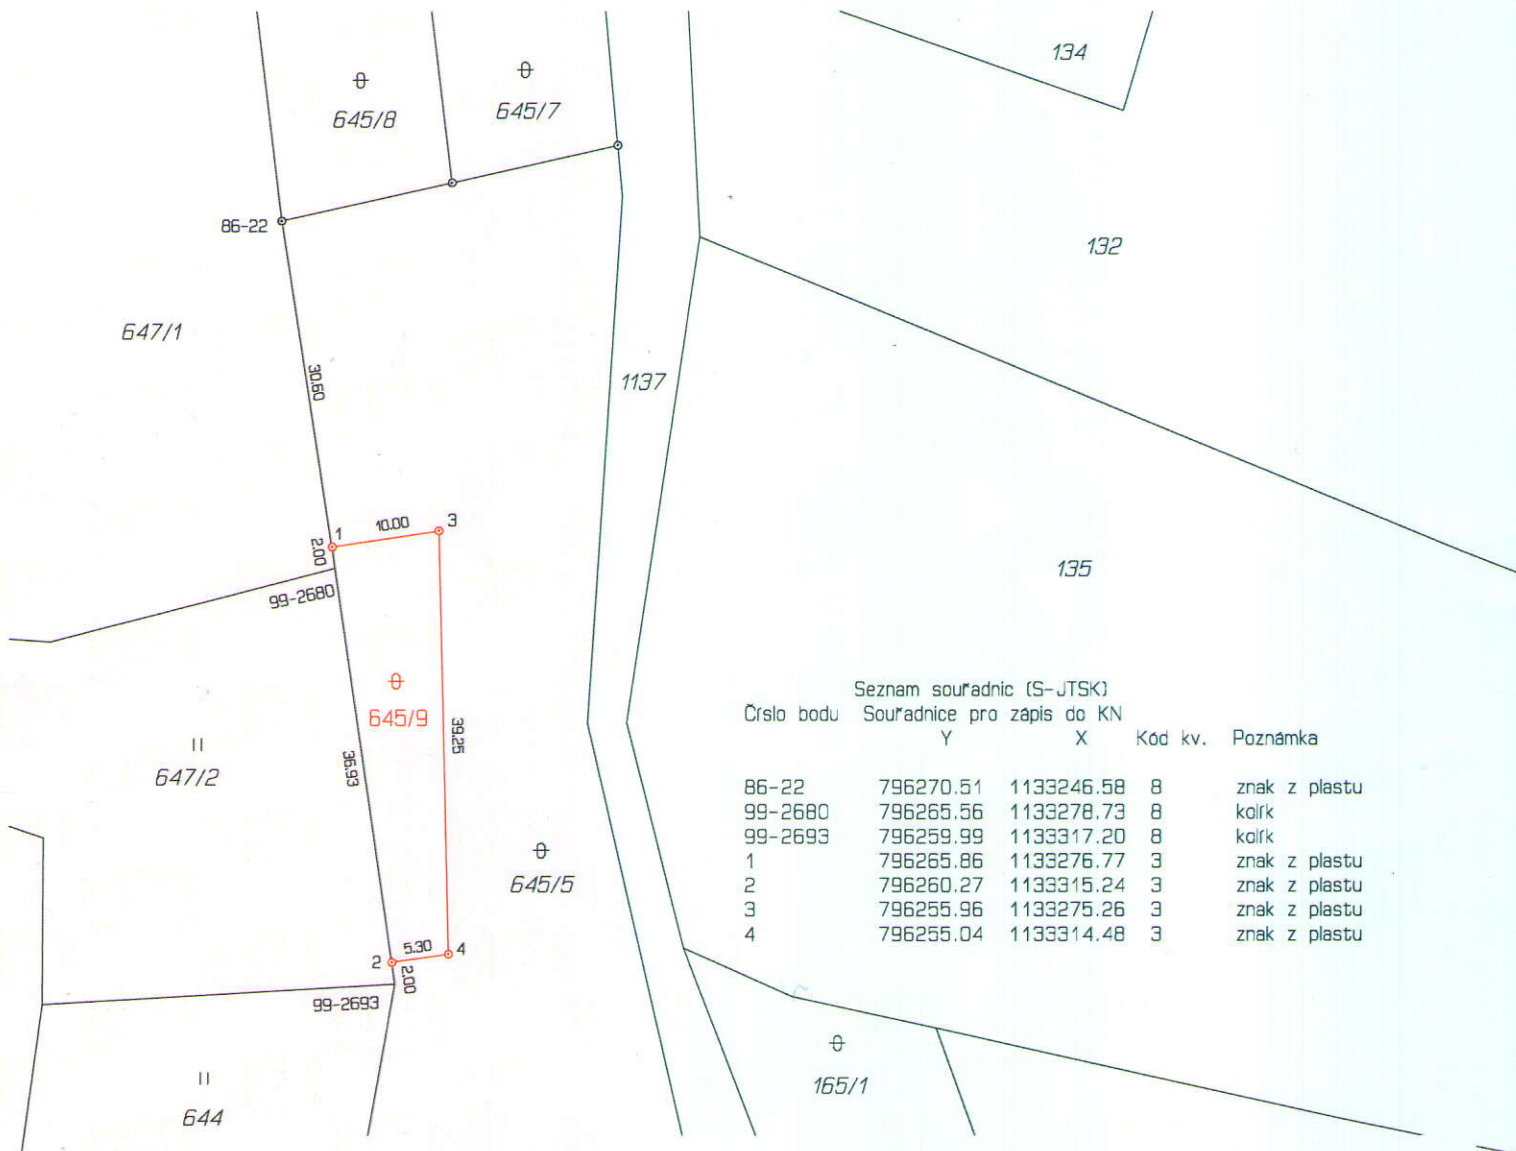 134
645/8
645/7
86-22
132
647/1
30.60
1137
1
10.00
3
2.00
99-2680
135
645/9
39.25
36.93
647/2
645/5
2
5.30
4
2.00
99-2693
644
165/1
Seznam souřadnic (S-JTSK)
Číslo bodu Souřadnice pro zápis do KN
Y X Kód kv. Poznámka
86-22 796270.51 1133246.58 8 znak z plastu
99-2680 796265.56 1133278.73 8 kolík
99-2693 796259.99 1133317.20 8 kolík
1 796265.86 1133276.77 3 znak z plastu
2 796260.27 1133315.24 3 znak z plastu
3 796255.96 1133275.26 3 znak z plastu
4 796255.04 1133314.48 3 znak z plastu